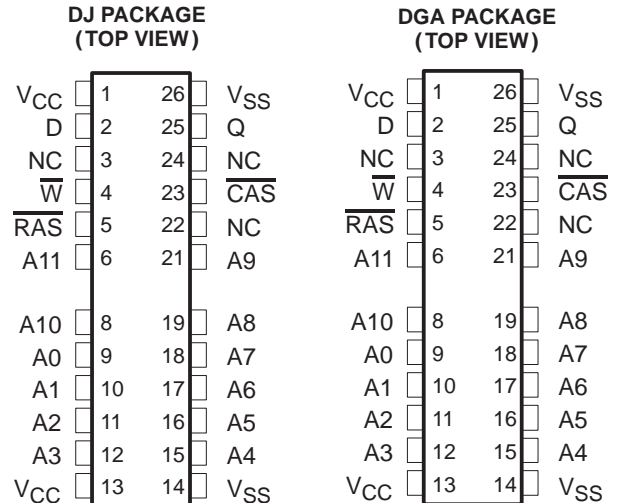 DJ PACKAGE
(TOP VIEW)
VCC 1 26 VSS
D 2 25 Q
NC 3 24 NC
W̅ 4 23 C̅A̅S̅
R̅A̅S̅ 5 22 NC
A11 6 21 A9
A10 8 19 A8
A0 9 18 A7
A1 10 17 A6
A2 11 16 A5
A3 12 15 A4
VCC 13 14 VSS
DGA PACKAGE
(TOP VIEW)
VCC 1 26 VSS
D 2 25 Q
NC 3 24 NC
W̅ 4 23 C̅A̅S̅
R̅A̅S̅ 5 22 NC
A11 6 21 A9
A10 8 19 A8
A0 9 18 A7
A1 10 17 A6
A2 11 16 A5
A3 12 15 A4
VCC 13 14 VSS